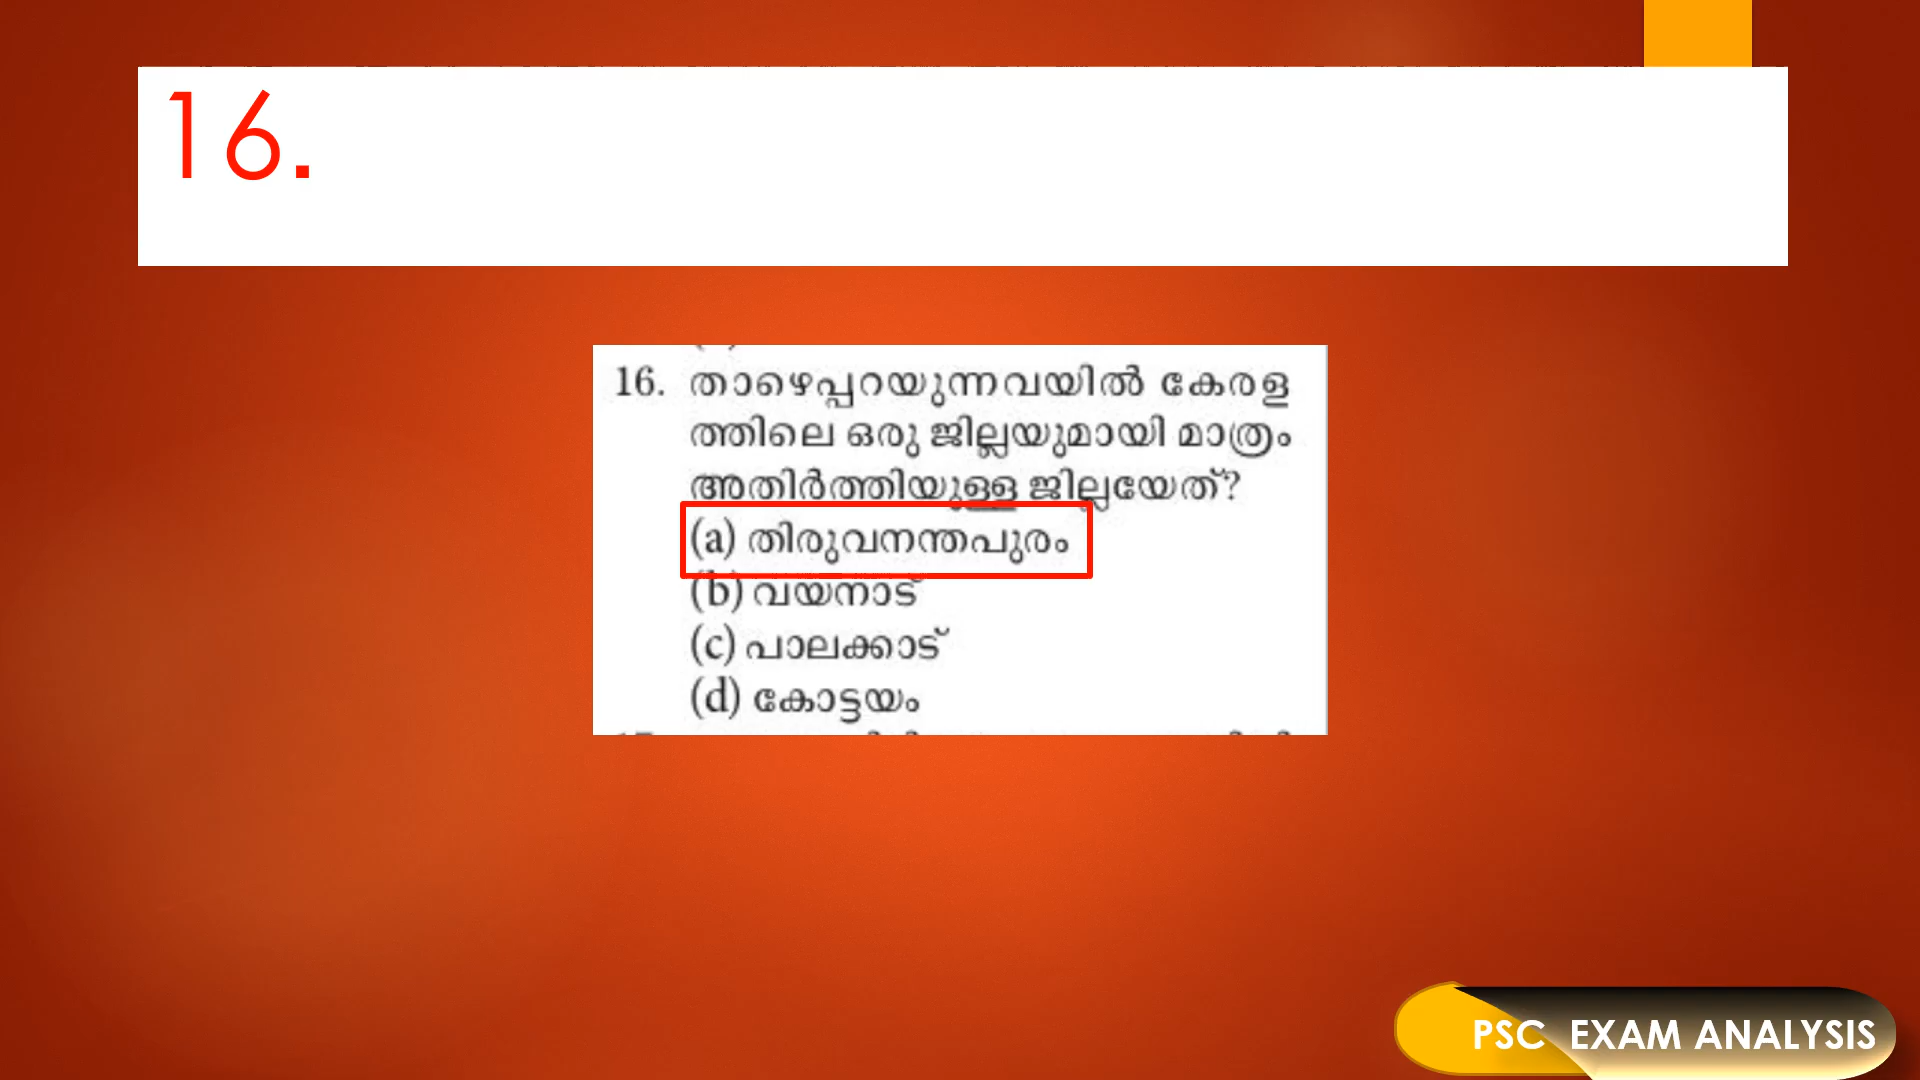 16.
16. താഴെപ്പറയുന്നവയിൽ കേരള
ത്തിലെ ഒരു ജില്ലയുമായി മാത്രം
അതിർത്തിയുള്ള ജില്ലയേത്?
(a) തിരുവനന്തപുരം
(b) വയനാട്
(c) പാലക്കാട്
(d) കോട്ടയം
PSC EXAM ANALYSIS